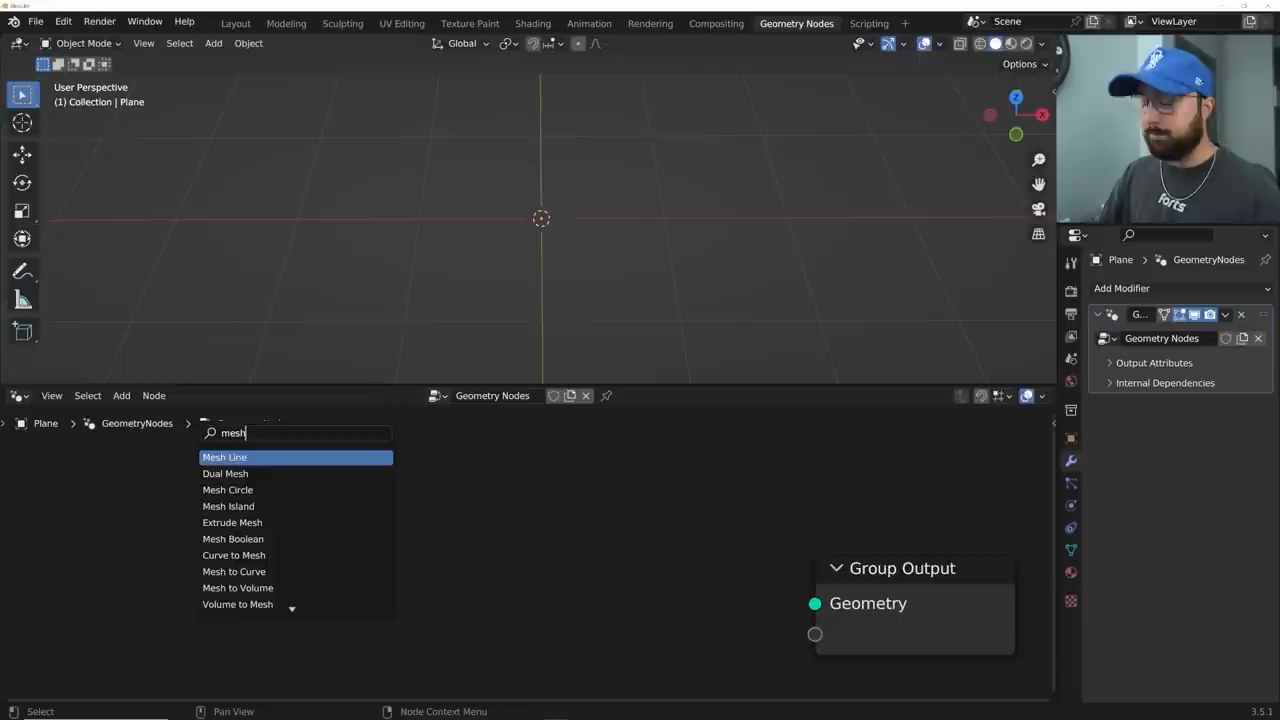 File Edit Render Window Help Layout Modeling Sculpting UV Editing Texture Paint Shading Animation Rendering Compositing Geometry Nodes Scripting + Scene ViewLayer
Object Mode View Select Add Object Global
Options
User Perspective
(1) Collection | Plane
Z
X
forts
Plane GeometryNodes
Add Modifier
G...
Geometry Nodes
Output Attributes
Internal Dependencies
View Select Add Node Geometry Nodes
Plane GeometryNodes
mesh
Mesh Line
Dual Mesh
Mesh Circle
Mesh Island
Extrude Mesh
Mesh Boolean
Curve to Mesh
Mesh to Curve
Mesh to Volume
Volume to Mesh
Group Output
Geometry
Select Pan View Node Context Menu 3.5.1